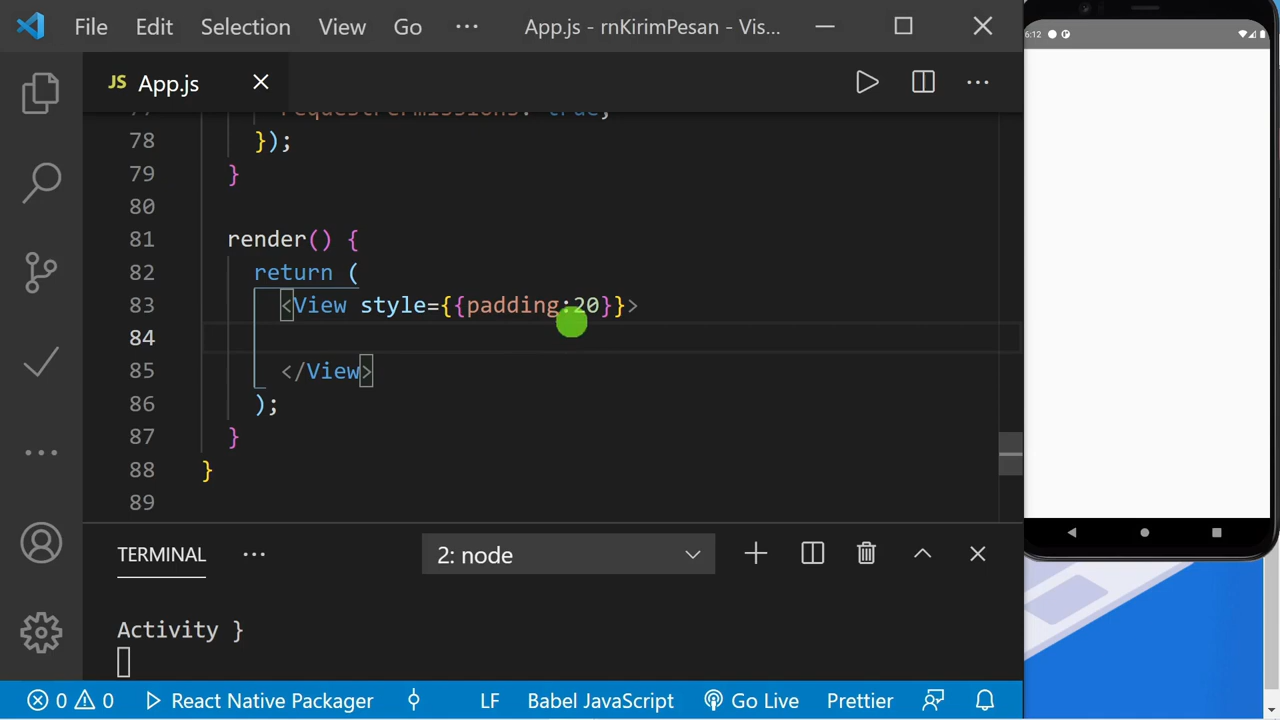 File Edit Selection View Go ··· App.js - rnKirimPesan - Vis...
6:12
JS App.js
77 requestPermissions: true,
78 });
79 }
80
81 render() {
82 return (
83 <View style={{padding:20}}>
84
85 </View>
86 );
87 }
88 }
89
TERMINAL ··· 2: node
Activity }
0 0 React Native Packager LF Babel JavaScript Go Live Prettier